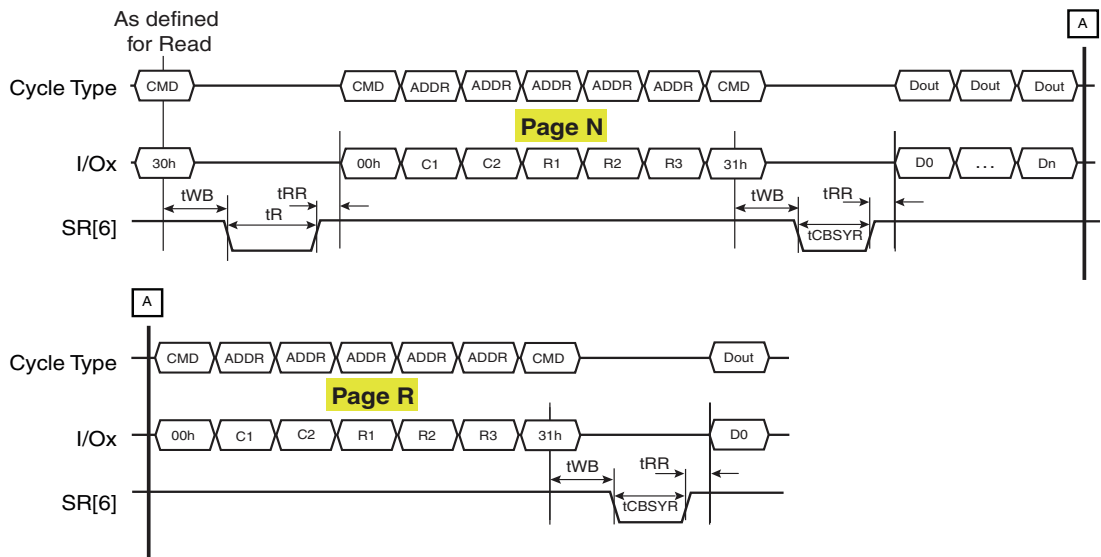 As defined
for Read
A
Cycle Type CMD CMD ADDR ADDR ADDR ADDR ADDR CMD Dout Dout Dout
Page N
I/Ox 30h 00h C1 C2 R1 R2 R3 31h D0 ... Dn
tWB tR tRR tWB tRR
SR[6] tCBSYR
A
Cycle Type CMD ADDR ADDR ADDR ADDR ADDR CMD Dout
Page R
I/Ox 00h C1 C2 R1 R2 R3 31h D0
tWB tRR
SR[6] tCBSYR